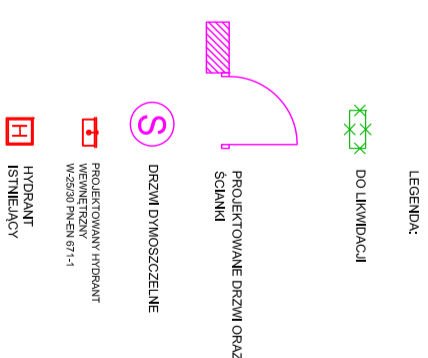 LEGENDA:
DO LIKWIDACJI
PROJEKTOWANE DRZWI ORAZ
ŚCIANKI
S
DRZWI DYMOSZCZELNE
PROJEKTOWANY HYDRANT
WEWNĘTRZNY
W-25/30 PN-EN 671-1
H
HYDRANT
ISTNIEJĄCY